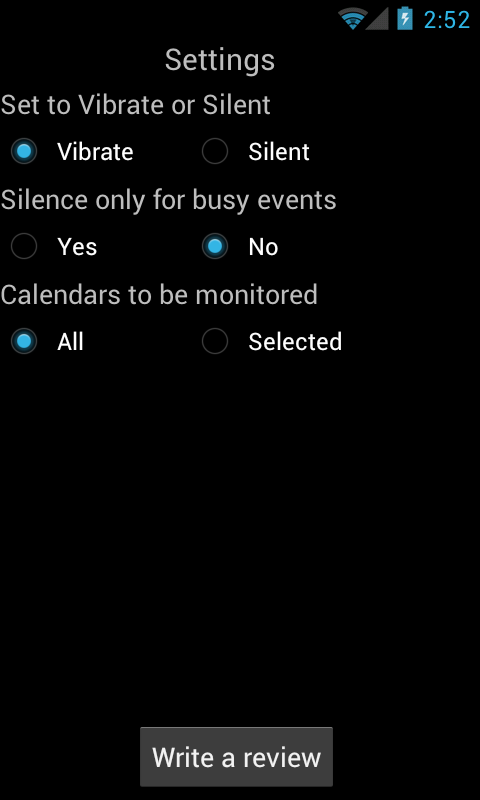 2:52
Settings
Set to Vibrate or Silent
Vibrate Silent
Silence only for busy events
Yes No
Calendars to be monitored
All Selected
Write a review